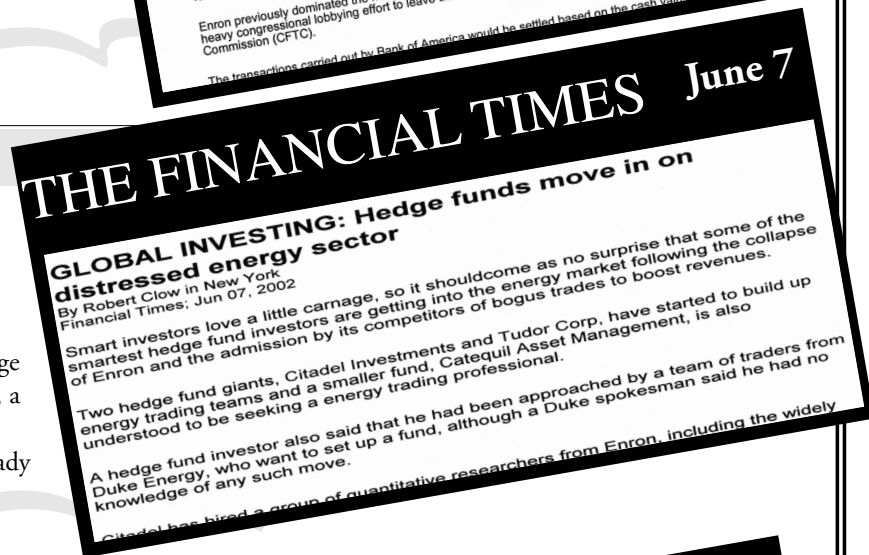 Enron previously dominated the
heavy congressional lobbying effort to leave
Commission (CFTC).
The transactions carried out by Bank of America would be settled based on the cash
THE FINANCIAL TIMES June 7
GLOBAL INVESTING: Hedge funds move in on
distressed energy sector
By Robert Clow in New York
Financial Times; Jun 07, 2002
Smart investors love a little carnage, so it shouldcome as no surprise that some of the
smartest hedge fund investors are getting into the energy market following the collapse
of Enron and the admission by its competitors of bogus trades to boost revenues.
Two hedge fund giants, Citadel Investments and Tudor Corp, have started to build up
energy trading teams and a smaller fund, Catequil Asset Management, is also
understood to be seeking a energy trading professional.
A hedge fund investor also said that he had been approached by a team of traders from
Duke Energy, who want to set up a fund, although a Duke spokesman said he had no
knowledge of any such move.
Citadel has hired a group of quantitative researchers from Enron, including the widely
ge
a
ady